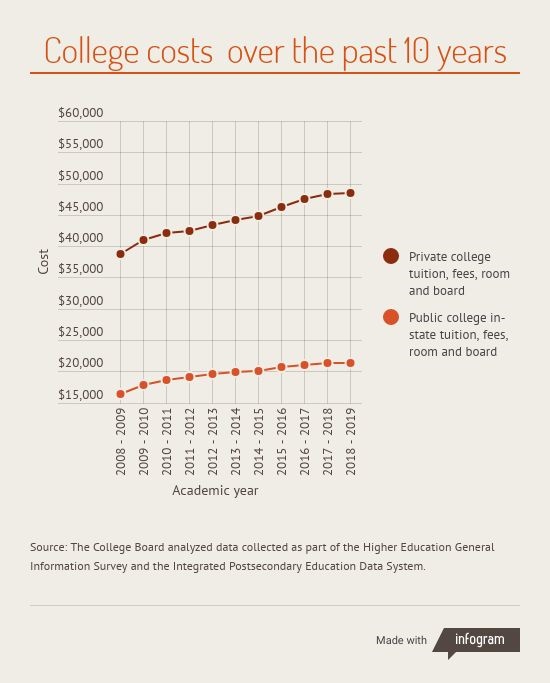 College costs  over the past 10 years
$60,000
$55,000
$50,000
$45,000
$40,000
$35,000
$30,000
$25,000
$20,000
$15,000
Cost
2008 - 2009
2009 - 2010
2010 - 2011
2011 - 2012
2012 - 2013
2013 - 2014
2014 - 2015
2015 - 2016
2016 - 2017
2017 - 2018
2018 - 2019
Academic year
Private college
tuition, fees, room
and board
Public college in-
state tuition, fees,
room and board
Source: The College Board analyzed data collected as part of the Higher Education General
Information Survey and the Integrated Postsecondary Education Data System.
Made with infogram